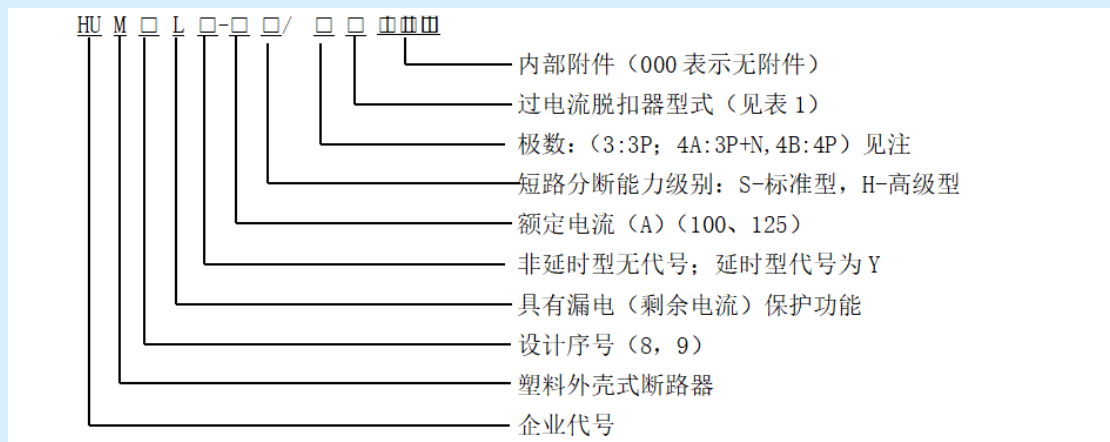 HU M □ L □-□ □/ □ □ □□□
内部附件（000表示无附件）
过电流脱扣器型式（见表1）
极数：（3:3P；4A:3P+N,4B:4P）见注
短路分断能力级别：S-标准型，H-高级型
额定电流（A）（100、125）
非延时型无代号；延时型代号为Y
具有漏电（剩余电流）保护功能
设计序号（8，9）
塑料外壳式断路器
企业代号